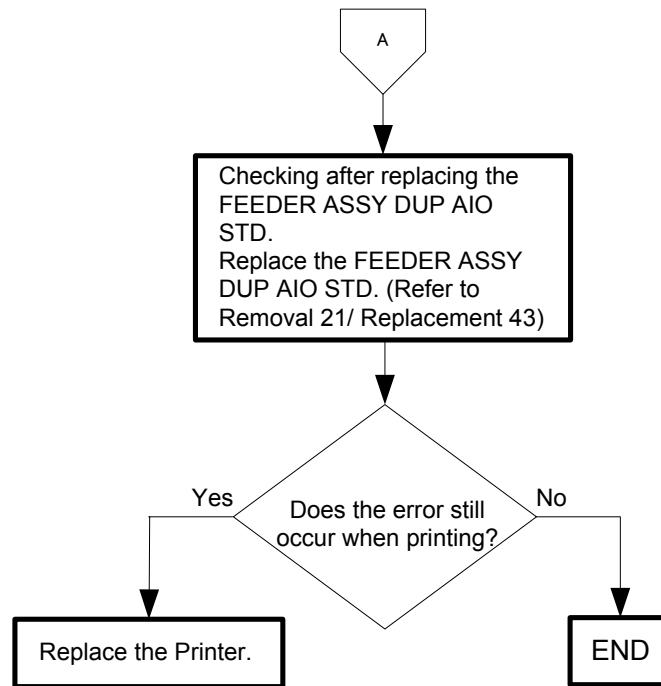 A
Checking after replacing the
FEEDER ASSY DUP AIO
STD.
Replace the FEEDER ASSY
DUP AIO STD. (Refer to
Removal 21/ Replacement 43)
Yes
No
Does the error still
occur when printing?
Replace the Printer.
END